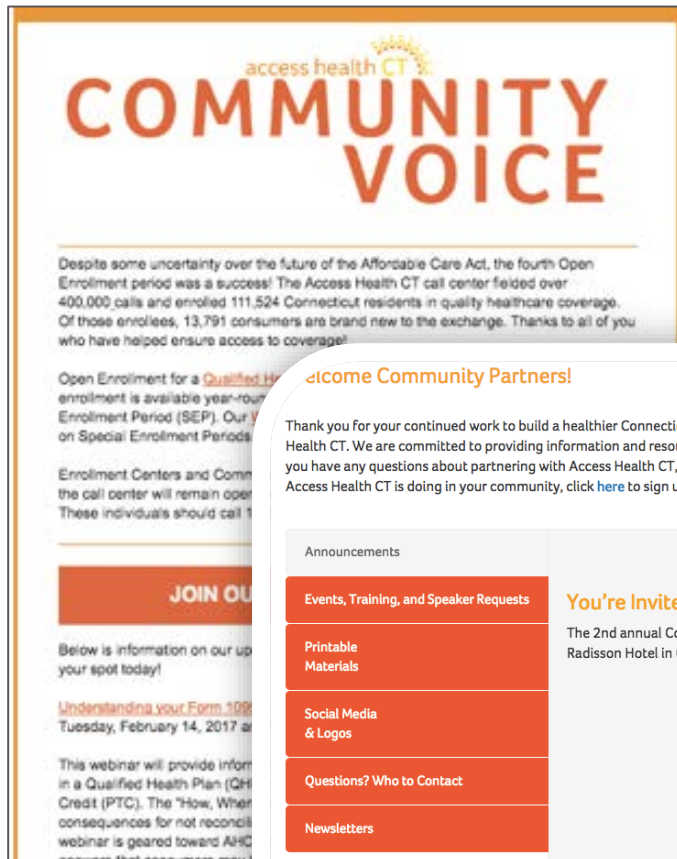 access health CT
COMMUNITY
VOICE
Despite some uncertainty over the future of the Affordable Care Act, the fourth Open
Enrollment period was a success! The Access Health CT call center fielded over
400,000 calls and enrolled 111,524 Connecticut residents in quality healthcare coverage.
Of those enrollees, 13,791 consumers are brand new to the exchange. Thanks to all of you
who have helped ensure access to coverage!
Open Enrollment for a Qualified
enrollment is available year-roun
Enrollment Period (SEP). Our
on Special Enrollment Periods
Enrollment Centers and Comm
the call center will remain oper
These individuals should call 1
JOIN OU
Below is information on our up
your spot today!
Understanding your Form 109
Tuesday, February 14, 2017 a
This webinar will provide inform
in a Qualified Health Plan (QH
Credit (PTC). The "How, When
consequences for not reconcili
webinar is geared toward AHC
elcome Community Partners!
Thank you for your continued work to build a healthier Connecti
Health CT. We are committed to providing information and resou
you have any questions about partnering with Access Health CT,
Access Health CT is doing in your community, click here to sign u
Announcements
Events, Training, and Speaker Requests
Printable
Materials
Social Media
& Logos
Questions? Who to Contact
Newsletters
You're Invite
The 2nd annual Co
Radisson Hotel in